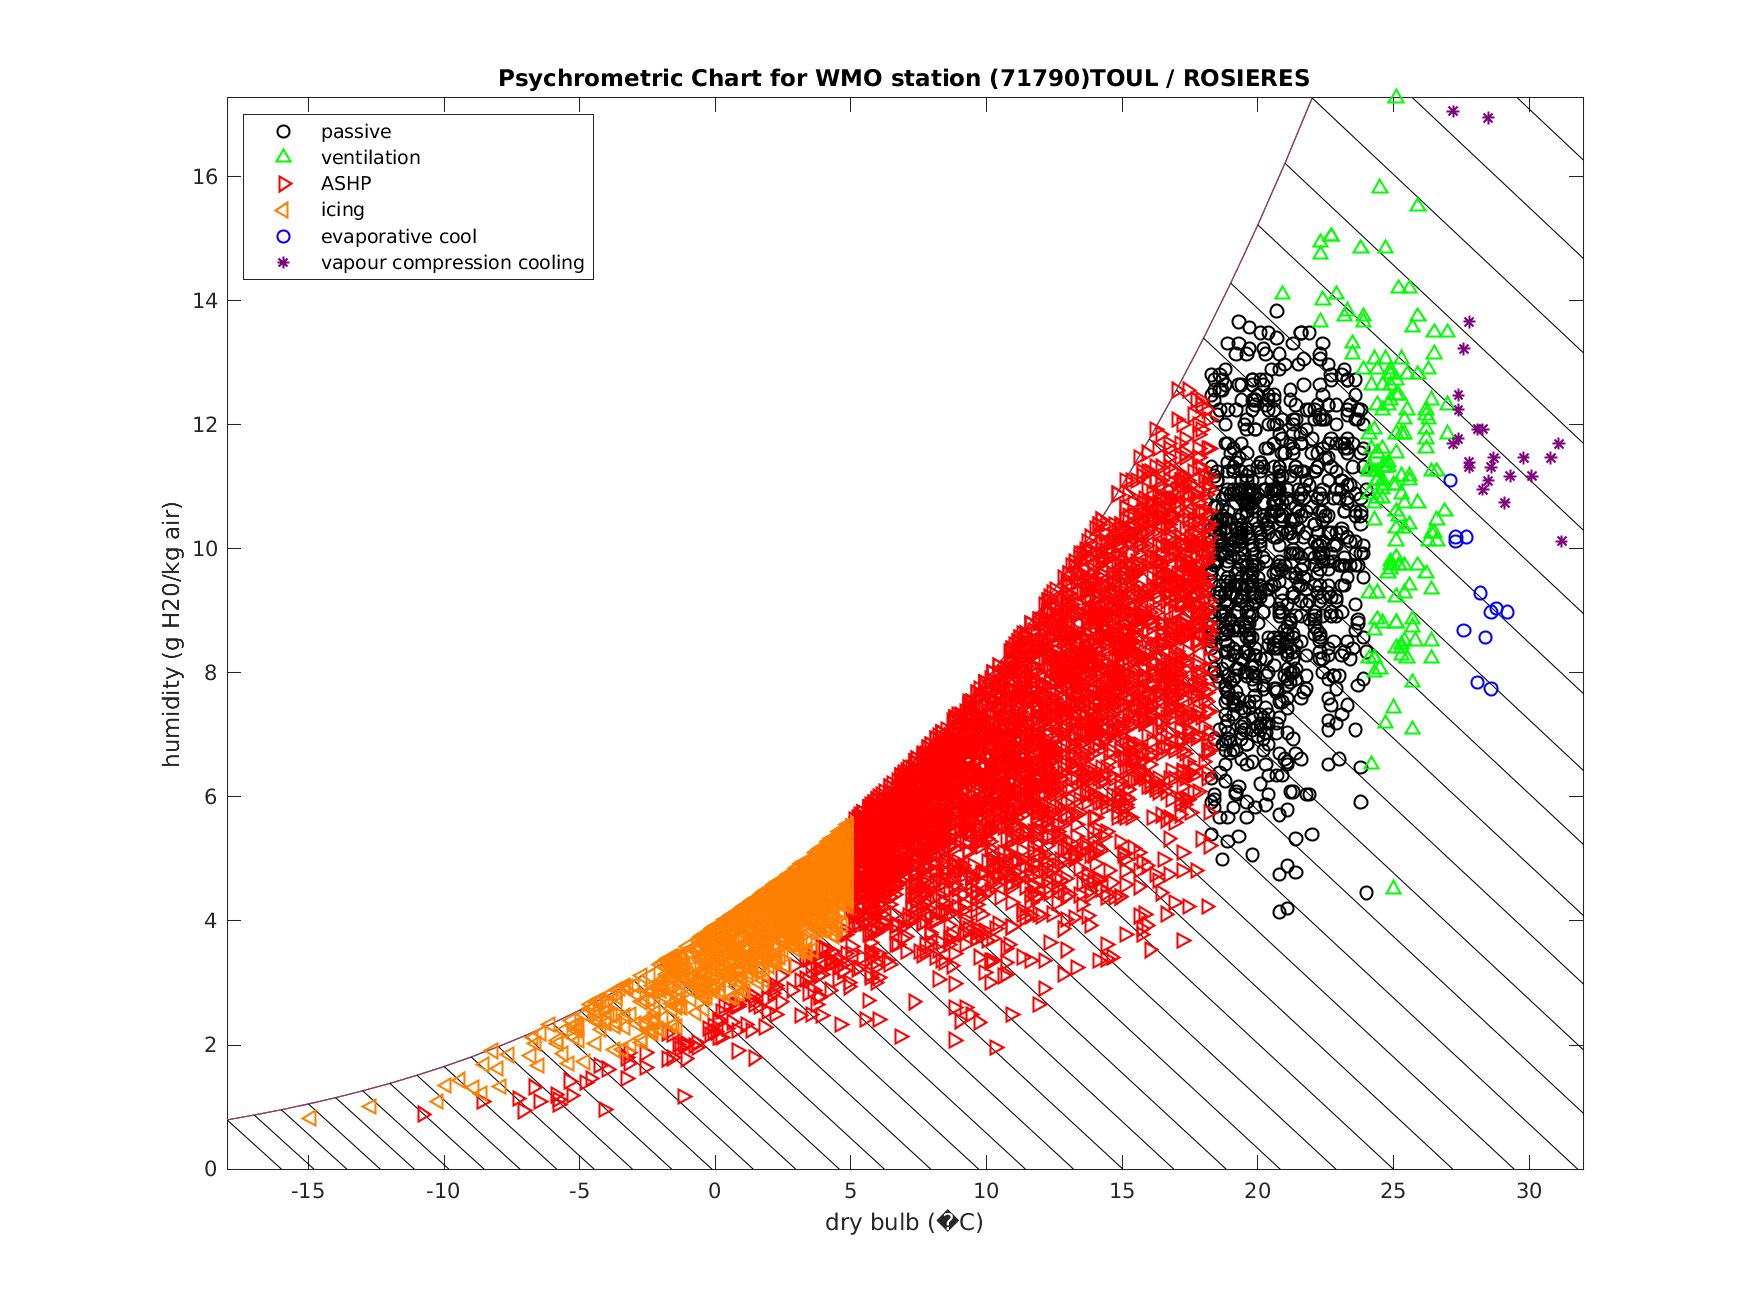 Psychrometric Chart for WMO station (71790)TOUL / ROSIERES
passive
ventilation
ASHP
icing
evaporative cool
vapour compression cooling
humidity (g H20/kg air)
16
14
12
10
8
6
4
2
0
-15 -10 -5 0 5 10 15 20 25 30
dry bulb (�C)